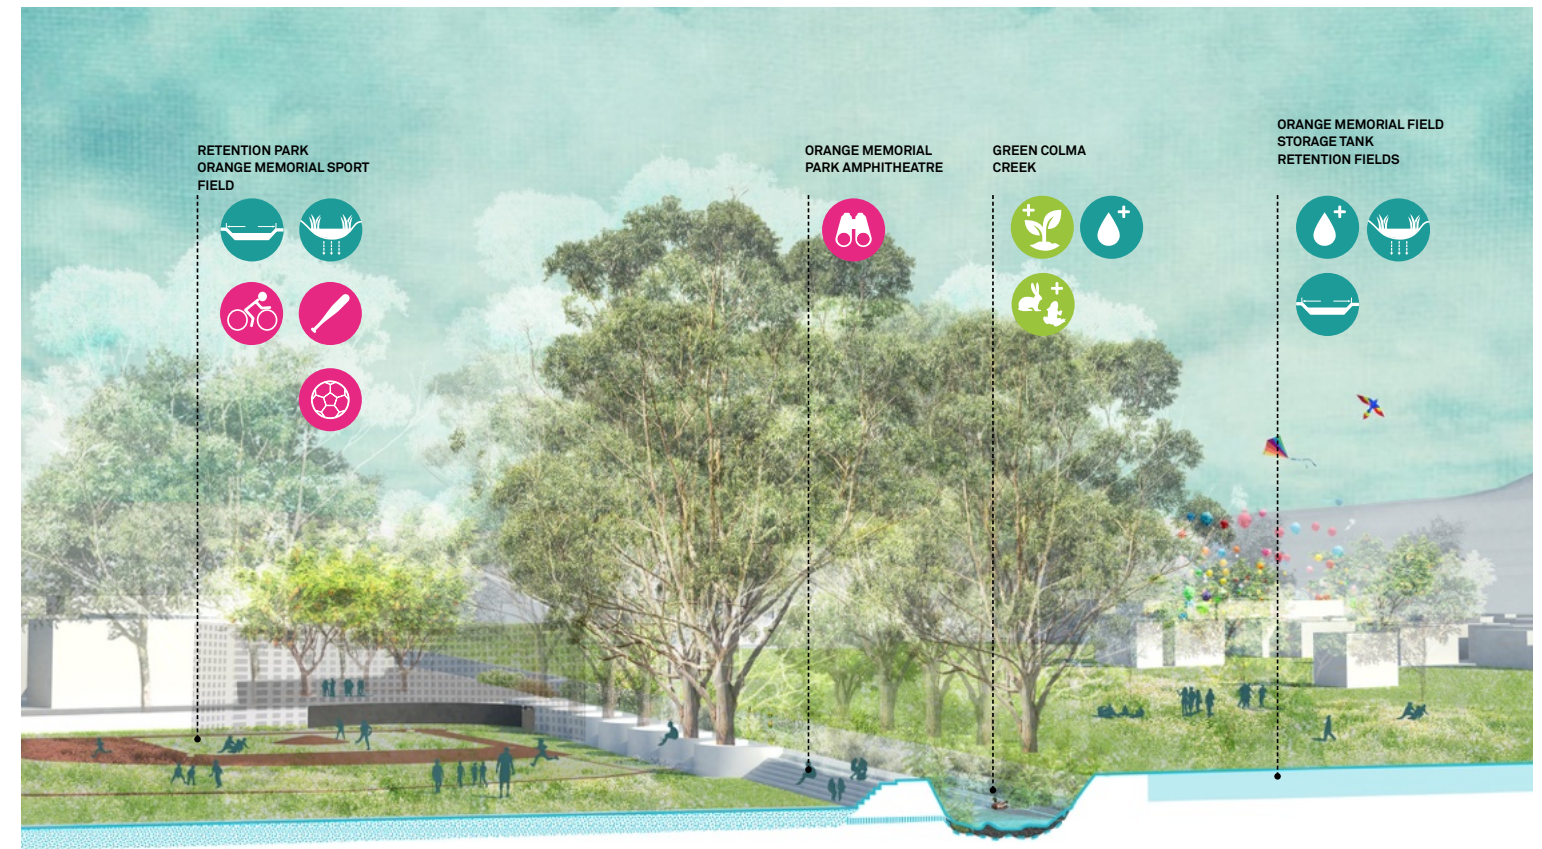 RETENTION PARK
ORANGE MEMORIAL SPORT
FIELD
ORANGE MEMORIAL
PARK AMPHITHEATRE
GREEN COLMA
CREEK
ORANGE MEMORIAL FIELD
STORAGE TANK
RETENTION FIELDS